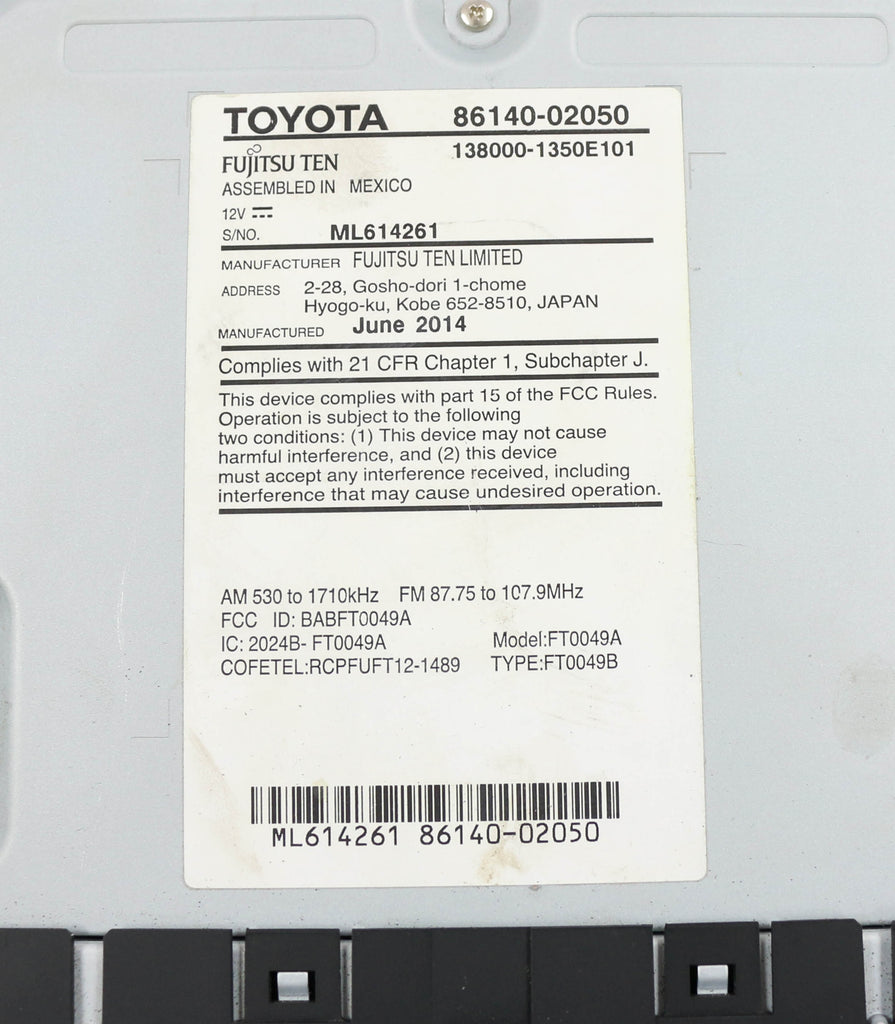 TOYOTA 86140-02050
FUJITSU TEN 138000-1350E101
ASSEMBLED IN MEXICO
12V
S/NO. ML614261
MANUFACTURER FUJITSU TEN LIMITED
ADDRESS 2-28, Gosho-dori 1-chome
Hyogo-ku, Kobe 652-8510, JAPAN
MANUFACTURED June 2014
Complies with 21 CFR Chapter 1, Subchapter J.
This device complies with part 15 of the FCC Rules.
Operation is subject to the following
two conditions: (1) This device may not cause
harmful interference, and (2) this device
must accept any interference received, including
interference that may cause undesired operation.
AM 530 to 1710kHz FM 87.75 to 107.9MHz
FCC ID: BABFT0049A
IC: 2024B- FT0049A Model:FT0049A
COFETEL:RCPFUFT12-1489 TYPE:FT0049B
ML614261 86140-02050